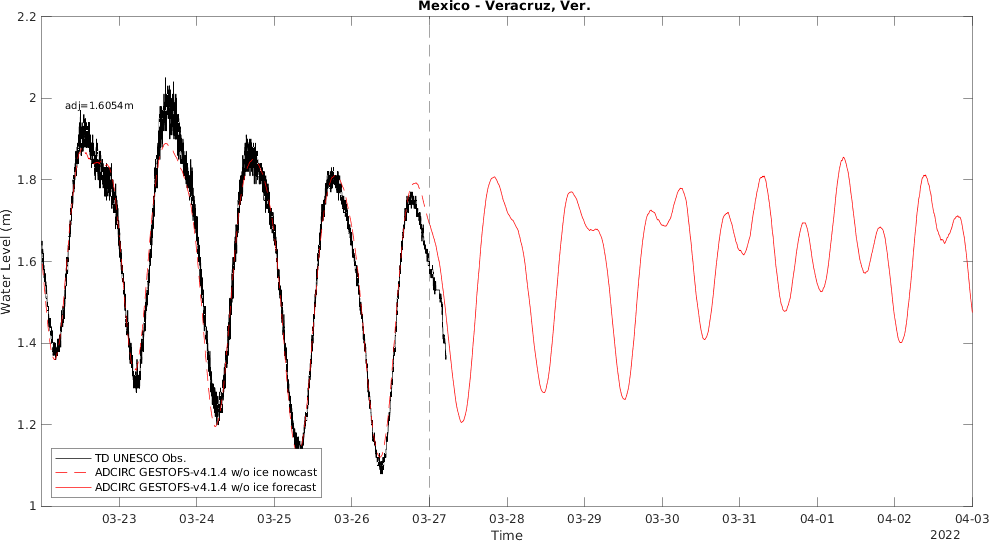 Mexico - Veracruz, Ver.
2.2
2
1.8
1.6
1.4
1.2
1
Water Level (m)
adj=1.6054m
TD UNESCO Obs.
ADCIRC GESTOFS-v4.1.4 w/o ice nowcast
ADCIRC GESTOFS-v4.1.4 w/o ice forecast
03-23 03-24 03-25 03-26 03-27 03-28 03-29 03-30 03-31 04-01 04-02 04-03
Time
2022